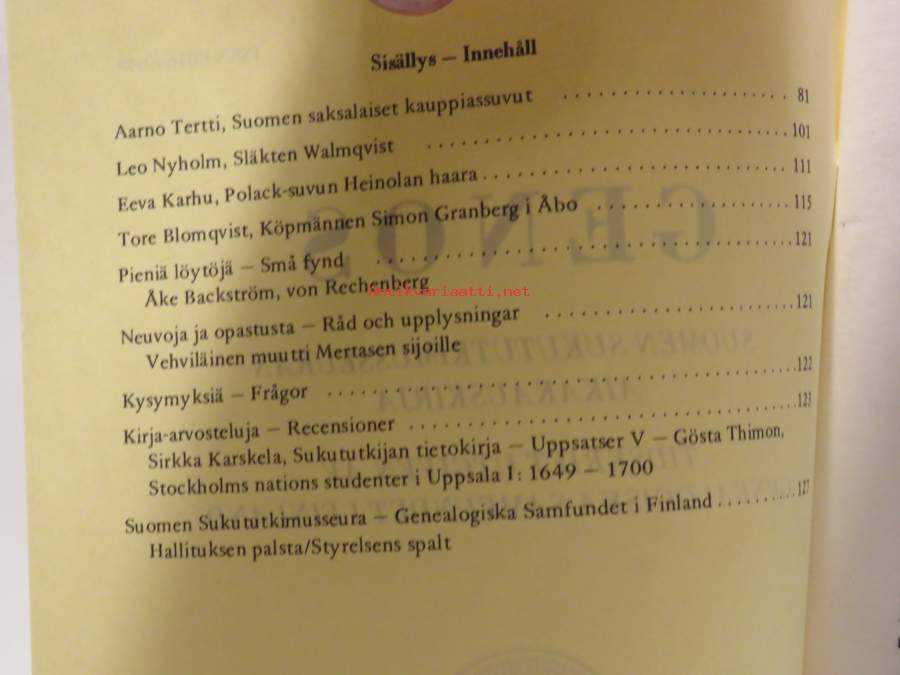 Sisällys – Innehåll
Aarno Tertti, Suomen saksalaiset kauppiassuvut . . . . . . . . . . . . . . . . . . . . . 81
Leo Nyholm, Släkten Walmqvist . . . . . . . . . . . . . . . . . . . . . . . . . . . . . . . . . 101
Eeva Karhu, Polack-suvun Heinolan haara . . . . . . . . . . . . . . . . . . . . . . . . . . . . 111
Tore Blomqvist, Köpmännen Simon Granberg i Åbo . . . . . . . . . . . . . . . . . . 115
Pieniä löytöjä – Små fynd . . . . . . . . . . . . . . . . . . . . . . . . . . . . . . . . . . . . . 121
Åke Backström, von Rechenberg
antikvariaatti.net
Neuvoja ja opastusta – Råd och upplysningar . . . . . . . . . . . . . . . . . . . . . . . 121
Vehviläinen muutti Mertasen sijoille
Kysymyksiä – Frågor . . . . . . . . . . . . . . . . . . . . . . . . . . . . . . . . . . . . . . . . . . 122
Kirja-arvosteluja – Recensioner . . . . . . . . . . . . . . . . . . . . . . . . . . . . . . . . . . . 123
Sirkka Karskela, Sukututkijan tietokirja – Uppsatser V – Gösta Thimon,
Stockholms nations studenter i Uppsala I: 1649 – 1700
Suomen Sukututkimusseura – Genealogiska Samfundet i Finland . . . . . . . . . . 127
Hallituksen palsta/Styrelsens spalt
GENOS
SUOMEN SUKUTUTKIMUSSEURAN
AIKAKAUSKIRJA